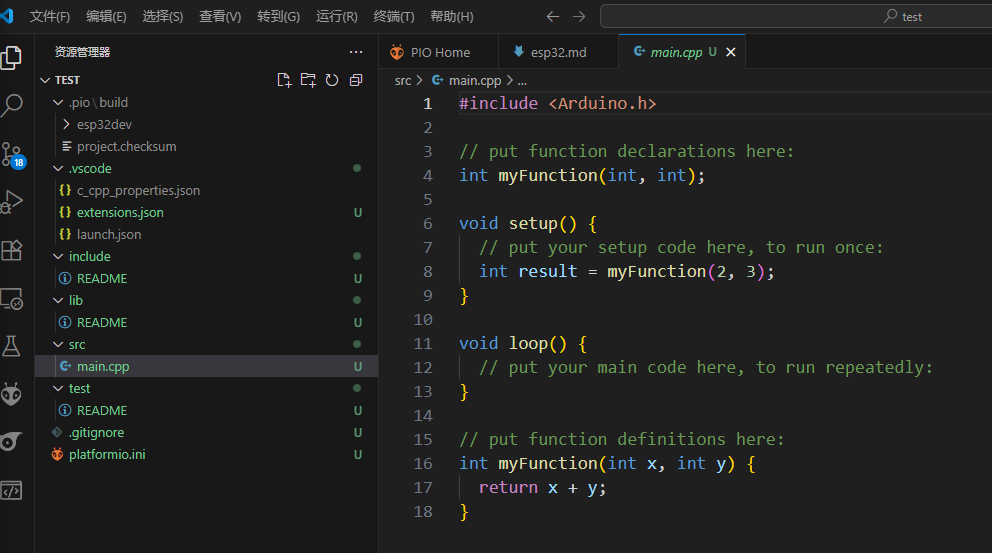 文件(F) 编辑(E) 选择(S) 查看(V) 转到(G) 运行(R) 终端(T) 帮助(H) test
资源管理器
TEST
.pio\build
esp32dev
project.checksum
.vscode
c_cpp_properties.json
extensions.json U
launch.json
include
README U
lib
README U
src
main.cpp U
test
README U
.gitignore U
platformio.ini U
18
PIO Home esp32.md main.cpp U
src > main.cpp > ...
1 #include <Arduino.h>
2
3 // put function declarations here:
4 int myFunction(int, int);
5
6 void setup() {
7 // put your setup code here, to run once:
8 int result = myFunction(2, 3);
9 }
10
11 void loop() {
12 // put your main code here, to run repeatedly:
13 }
14
15 // put function definitions here:
16 int myFunction(int x, int y) {
17 return x + y;
18 }